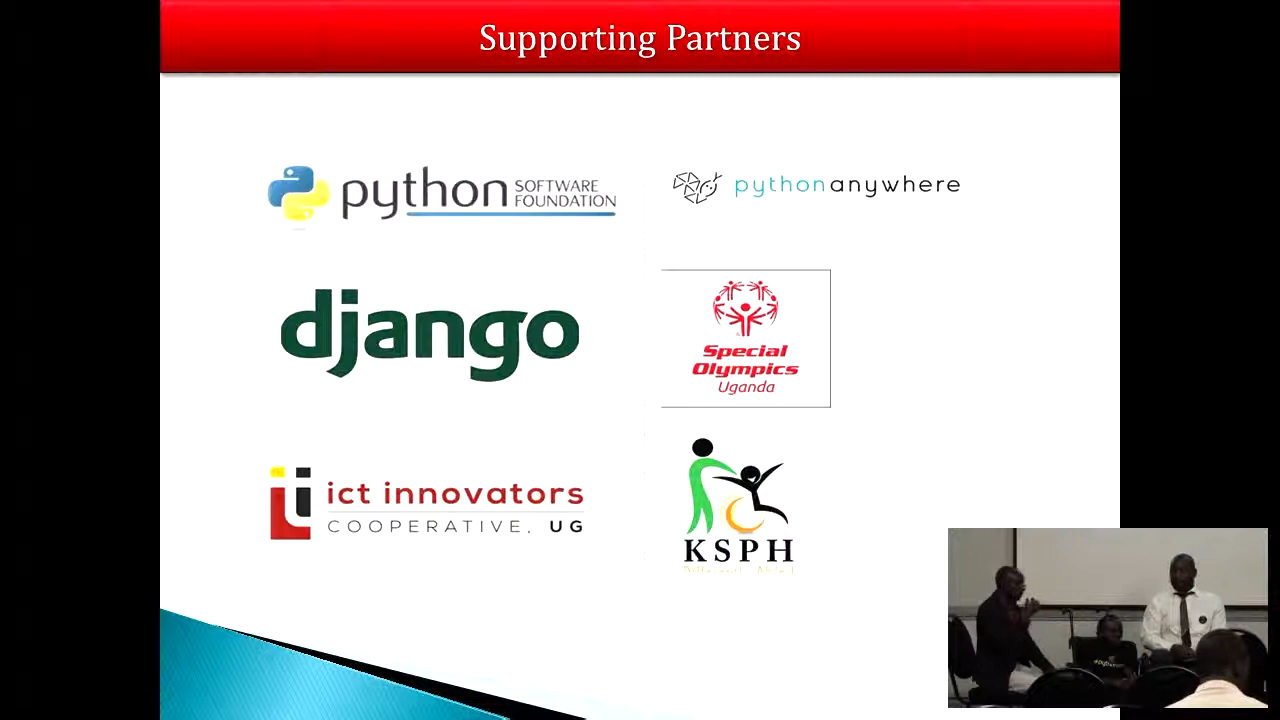 Supporting Partners
python SOFTWARE FOUNDATION
pythonanywhere
django
Special
Olympics
Uganda
ict innovators
COOPERATIVE, UG
KSPH